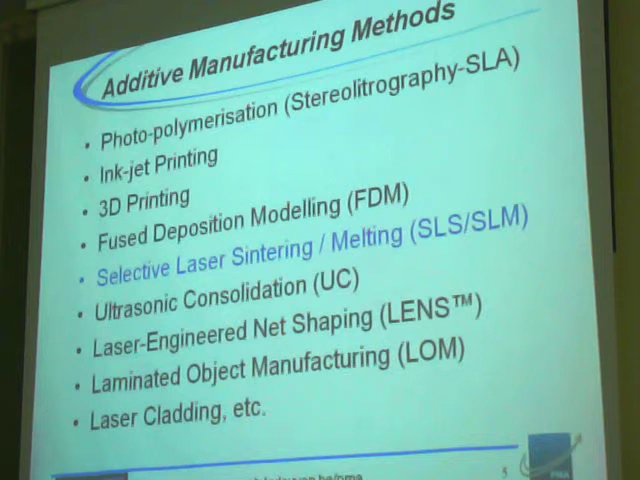 Additive Manufacturing Methods
• Photo-polymerisation (Stereolitrography-SLA)
• Ink-jet Printing
• 3D Printing
• Fused Deposition Modelling (FDM)
• Selective Laser Sintering / Melting (SLS/SLM)
• Ultrasonic Consolidation (UC)
• Laser-Engineered Net Shaping (LENS™)
• Laminated Object Manufacturing (LOM)
• Laser Cladding, etc.
5